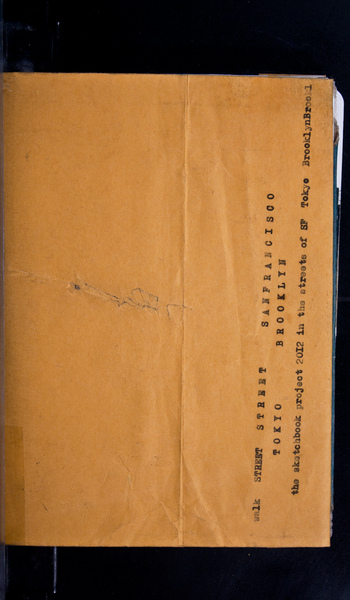 walk STREET STREET SANFRANCISCO
TOKIO BROOKLYN
the sketchbook project 2012 in the streets of SF Tokyo BrooklynBrookl